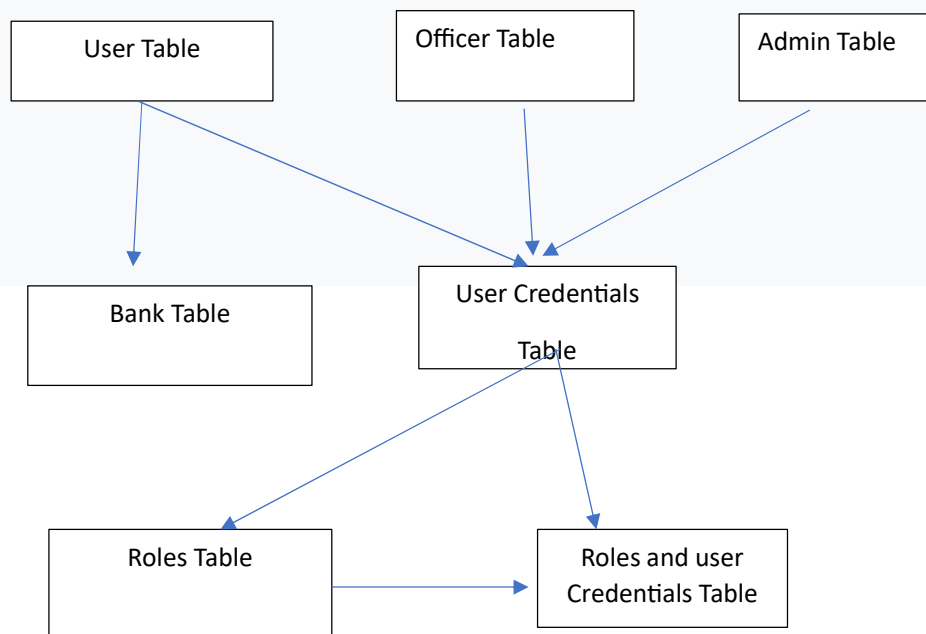 User Table
Officer Table
Admin Table
Bank Table
User Credentials
Table
Roles Table
Roles and user
Credentials Table